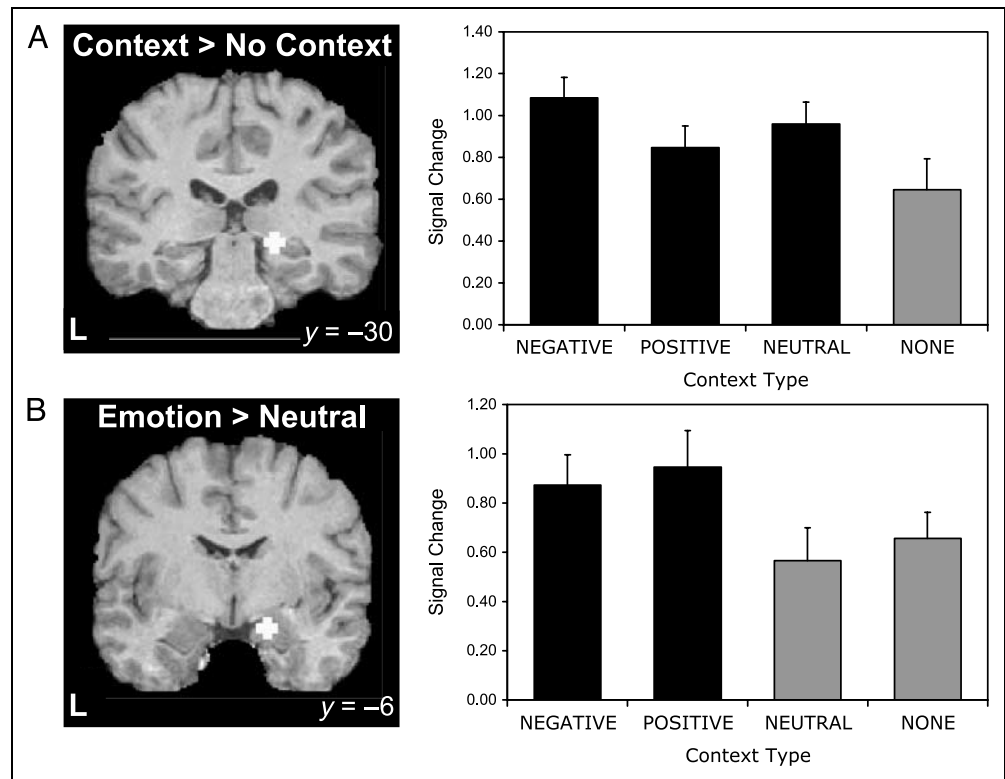 A
Context > No Context
L
y = –30
1.40
1.20
1.00
0.80
0.60
0.40
0.20
0.00
Signal Change
NEGATIVE POSITIVE NEUTRAL NONE
Context Type
B
Emotion > Neutral
L
y = –6
1.20
1.00
0.80
0.60
0.40
0.20
0.00
Signal Change
NEGATIVE POSITIVE NEUTRAL NONE
Context Type